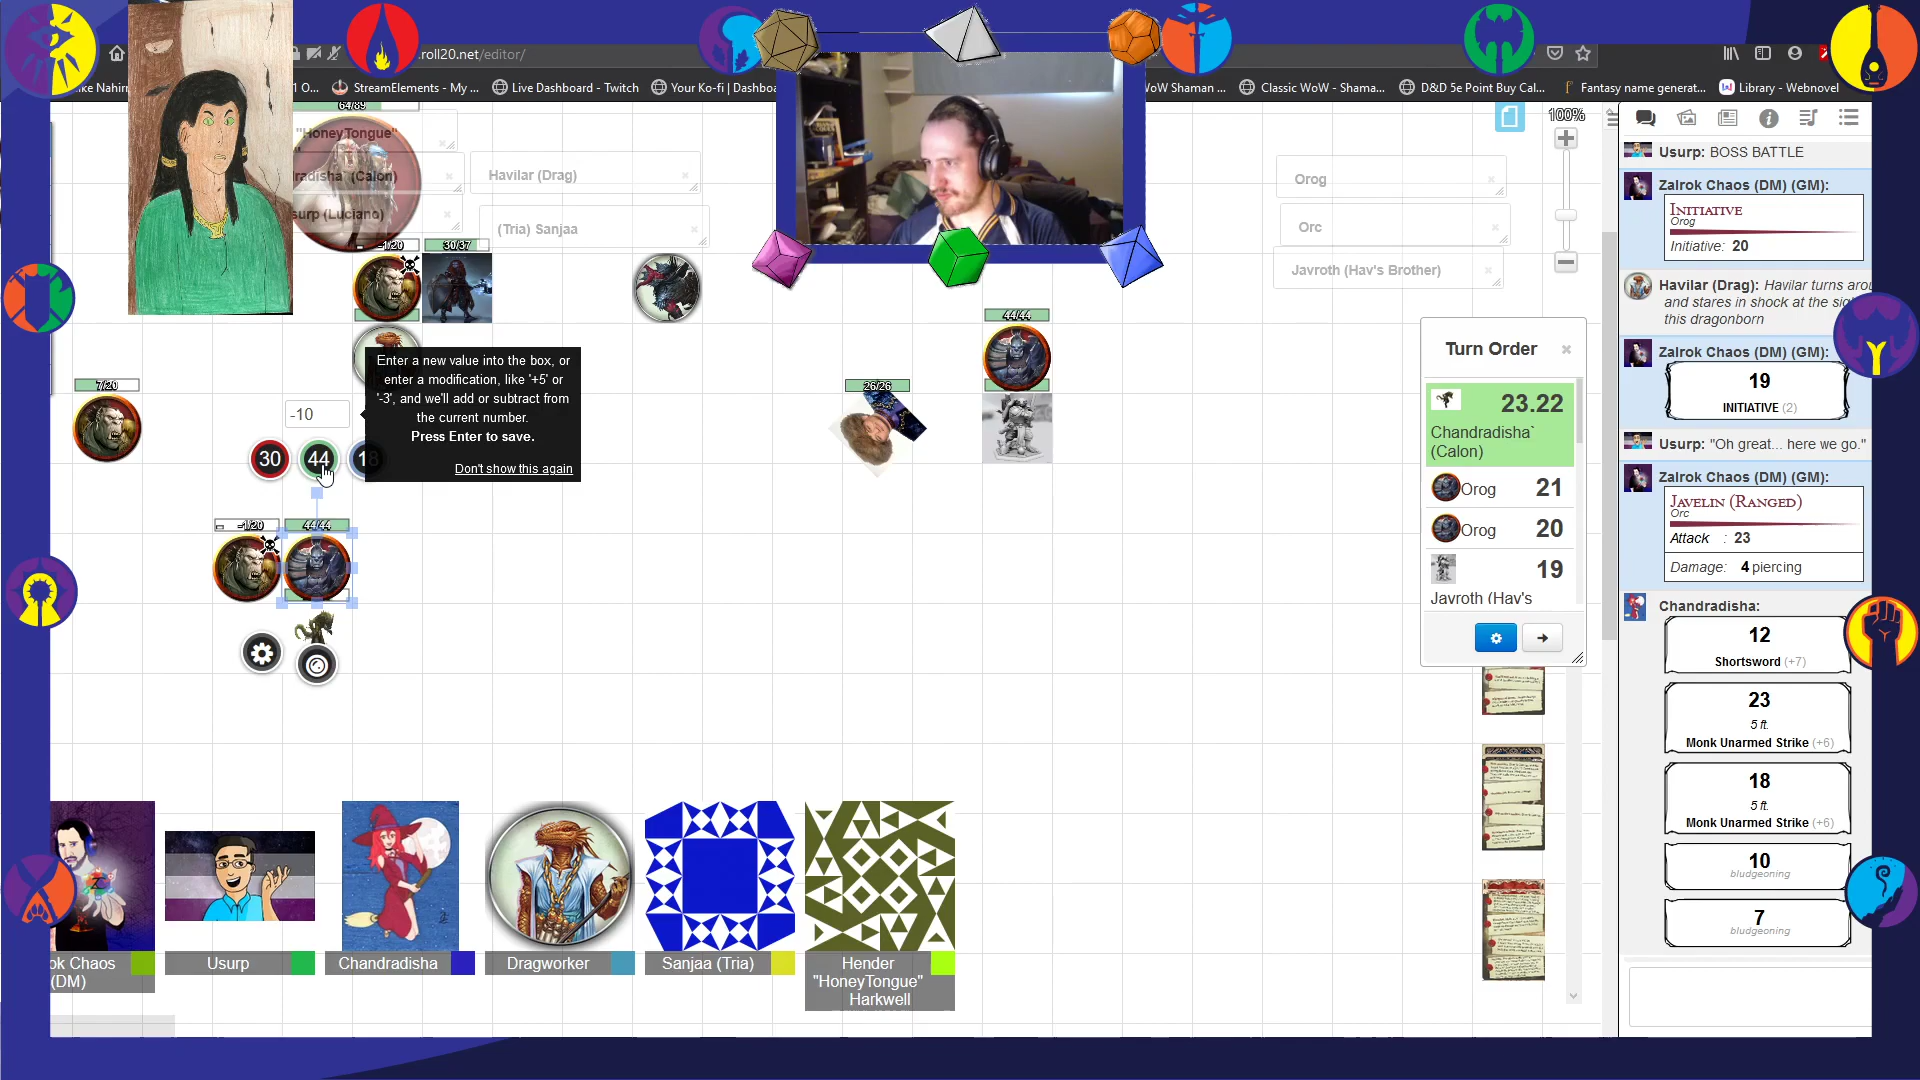 .roll20.net/editor/
ke Nahir
1 O...
StreamElements - My ...
Live Dashboard - Twitch
Your Ko-fi | Dashboa
WoW Shaman ...
Classic WoW - Shama...
D&D 5e Point Buy Cal...
Fantasy name generat...
Library - Webnovel
64/89
"HoneyTongue"
radisha (Calon)
surp (Luciano)
Havilar (Drag)
(Tria) Sanjaa
Orog
Orc
Javroth (Hav's Brother)
100%
-1/20
30/37
44/44
26/26
7/20
Enter a new value into the box, or
enter a modification, like '+5' or
'-3', and we'll add or subtract from
the current number.
Press Enter to save.
Don't show this again
-10
30
44
18
-1/20
44/44
Turn Order
23.22
Chandradisha`
(Calon)
Orog 21
Orog 20
19
Javroth (Hav's
Usurp: BOSS BATTLE
Zalrok Chaos (DM) (GM):
Initiative
Orog
Initiative: 20
Havilar (Drag): Havilar turns arou
and stares in shock at the sig
this dragonborn
Zalrok Chaos (DM) (GM):
19
INITIATIVE (2)
Usurp: "Oh great... here we go."
Zalrok Chaos (DM) (GM):
Javelin (Ranged)
Orc
Attack : 23
Damage: 4 piercing
Chandradisha:
12
Shortsword (+7)
23
5 ft.
Monk Unarmed Strike (+6)
18
5 ft.
Monk Unarmed Strike (+6)
10
bludgeoning
7
bludgeoning
ok Chaos
(DM)
Usurp
Chandradisha
Dragworker
Sanjaa (Tria)
Hender
"HoneyTongue"
Harkwell